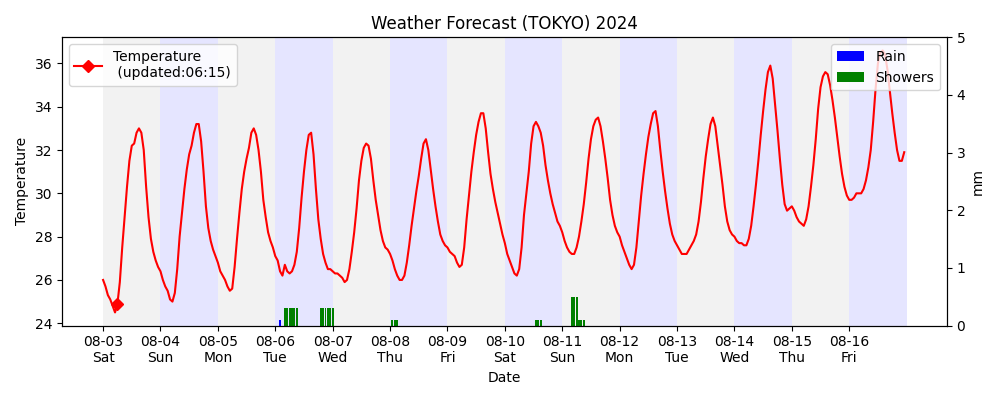 Weather Forecast (TOKYO) 2024
Temperature
(updated:06:15)
Rain
Showers
Temperature
36
34
32
30
28
26
24
5
4
3
2
1
0
mm
08-03 08-04 08-05 08-06 08-07 08-08 08-09 08-10 08-11 08-12 08-13 08-14 08-15 08-16
Sat Sun Mon Tue Wed Thu Fri Sat Sun Mon Tue Wed Thu Fri
Date